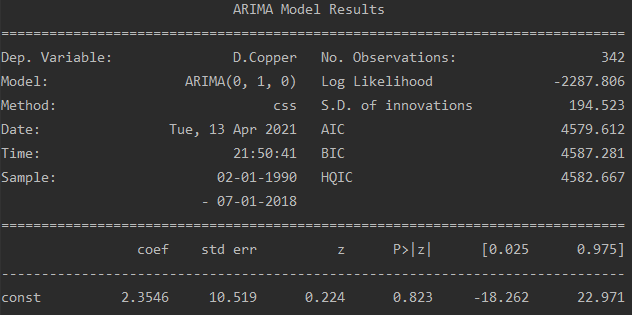 ARIMA Model Results
==============================================================================
Dep. Variable: D.Copper No. Observations: 342
Model: ARIMA(0, 1, 0) Log Likelihood -2287.806
Method: css S.D. of innovations 194.523
Date: Tue, 13 Apr 2021 AIC 4579.612
Time: 21:50:41 BIC 4587.281
Sample: 02-01-1990 HQIC 4582.667
- 07-01-2018
==============================================================================
coef std err z P>|z| [0.025 0.975]
------------------------------------------------------------------------------
const 2.3546 10.519 0.224 0.823 -18.262 22.971